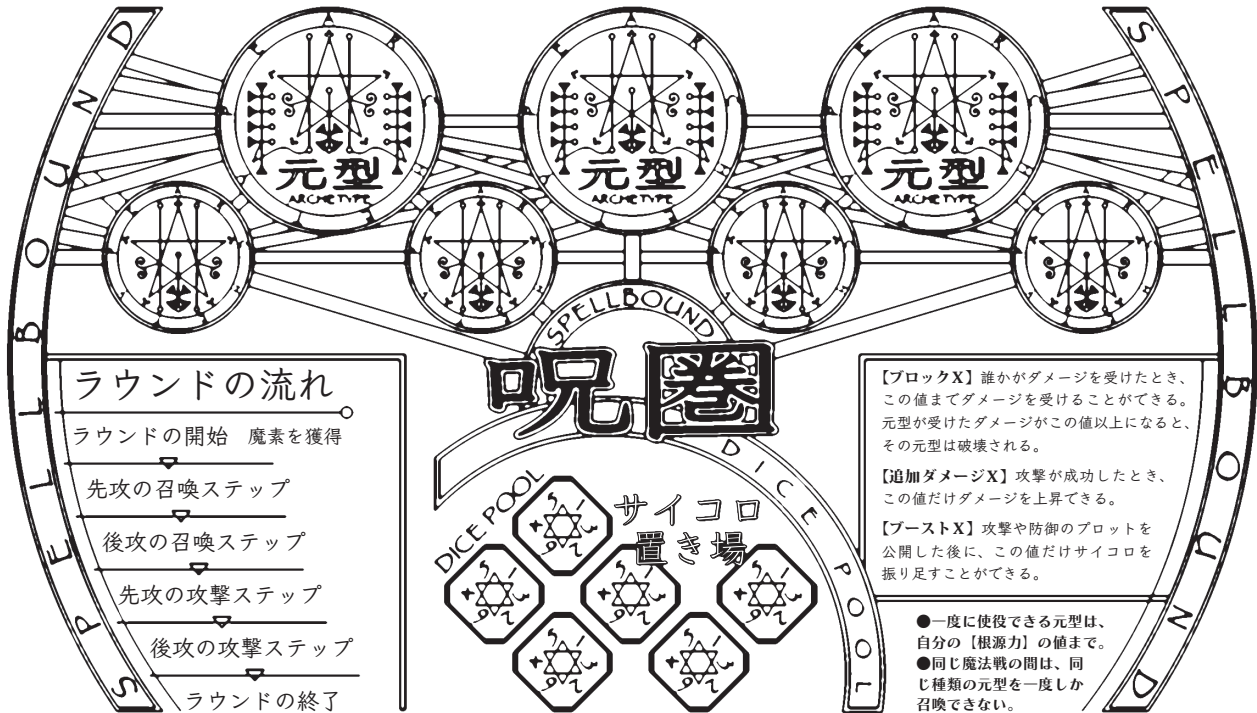 SPELLBOUND
SPELLBOUND
元型
ARCHETYPE
元型
ARCHETYPE
元型
ARCHETYPE
SPELLBOUND
呪圏
ラウンドの流れ
ラウンドの開始　魔素を獲得
先攻の召喚ステップ
後攻の召喚ステップ
先攻の攻撃ステップ
後攻の攻撃ステップ
ラウンドの終了
DICE POOL
DICE POOL
サイコロ
置き場
【ブロックX】誰かがダメージを受けたとき、
この値までダメージを受けることができる。
元型が受けたダメージがこの値以上になると、
その元型は破壊される。
【追加ダメージX】攻撃が成功したとき、
この値だけダメージを上昇できる。
【ブーストX】攻撃や防御のプロットを
公開した後に、この値だけサイコロを
振り足すことができる。
●一度に使役できる元型は、
自分の【根源力】の値まで。
●同じ魔法戦の間は、同
じ種類の元型を一度しか
召喚できない。